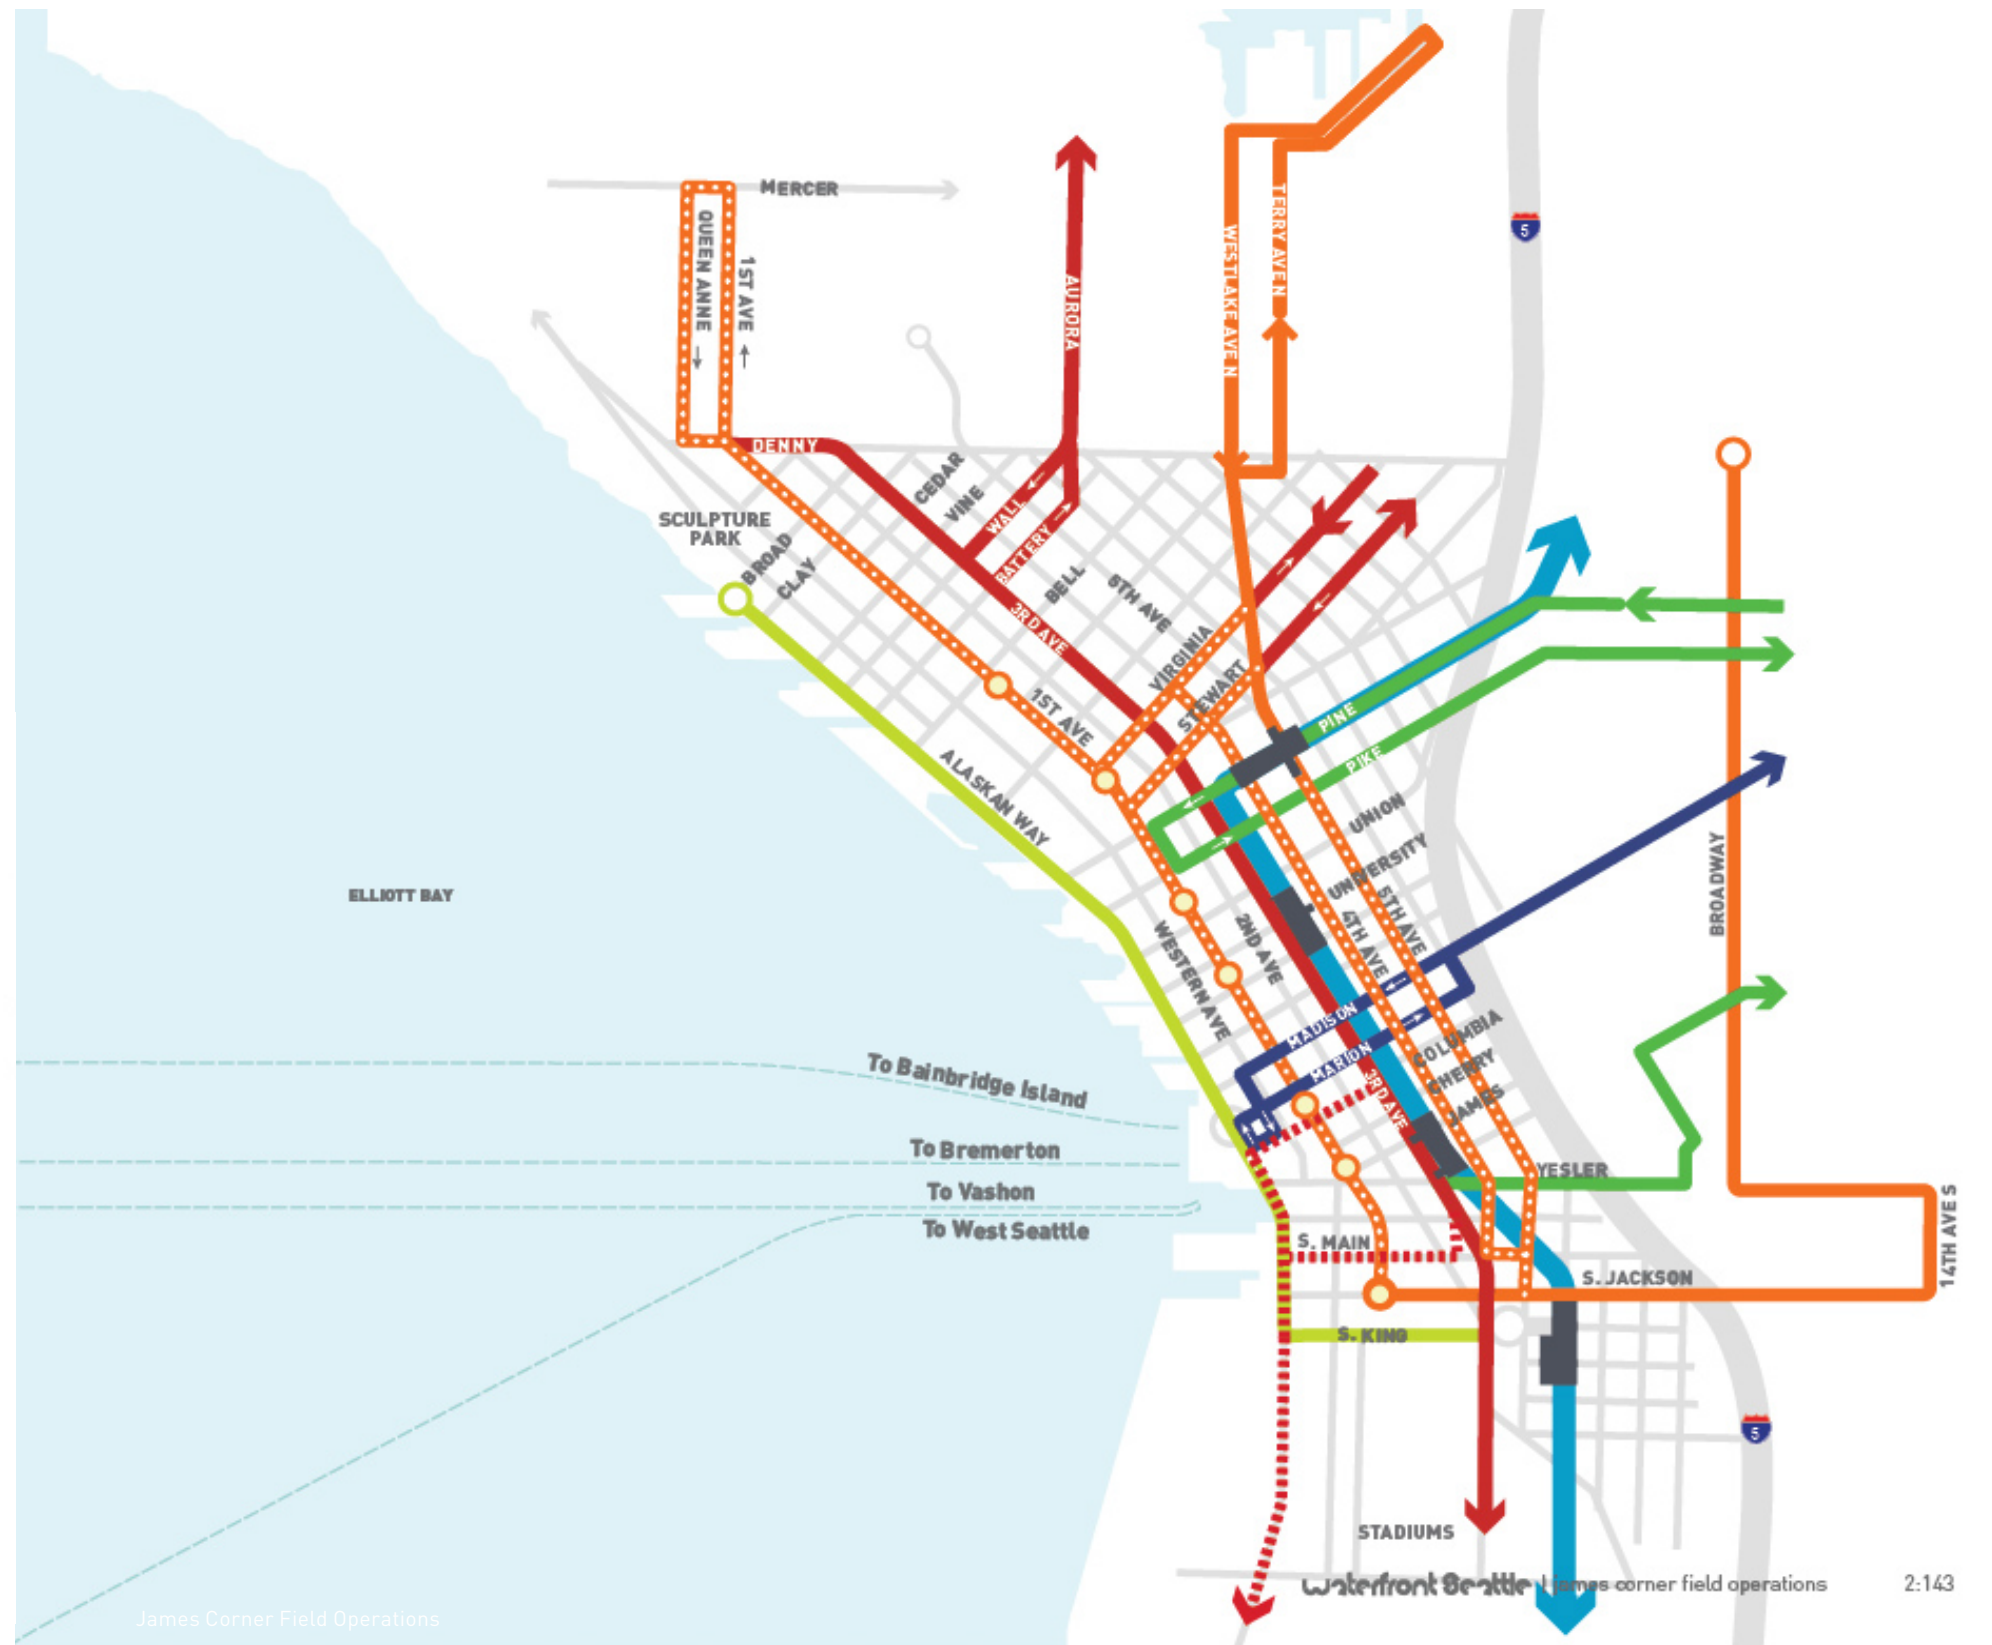 MERCER
QUEEN ANNE
1ST AVE
AURORA
WESTLAKE AVE N
TERRY AVE N
5
DENNY
CEDAR
VINE
WALL
BATTERY
SCULPTURE
PARK
BROAD
CLAY
BELL
6TH AVE
3RD AVE
VIRGINIA
STEWART
1ST AVE
PINE
PIKE
ALASKAN WAY
UNION
UNIVERSITY
BROADWAY
ELLIOTT BAY
WESTERN AVE
2ND AVE
4TH AVE
5TH AVE
MADISON
MARION
COLUMBIA
CHERRY
JAMES
3RD AVE
To Bainbridge Island
To Bremerton
To Vashon
To West Seattle
YESLER
S. MAIN
S. JACKSON
14TH AVE S
S. KING
5
STADIUMS
waterfront Seattle | james corner field operations
2:143
James Corner Field Operations